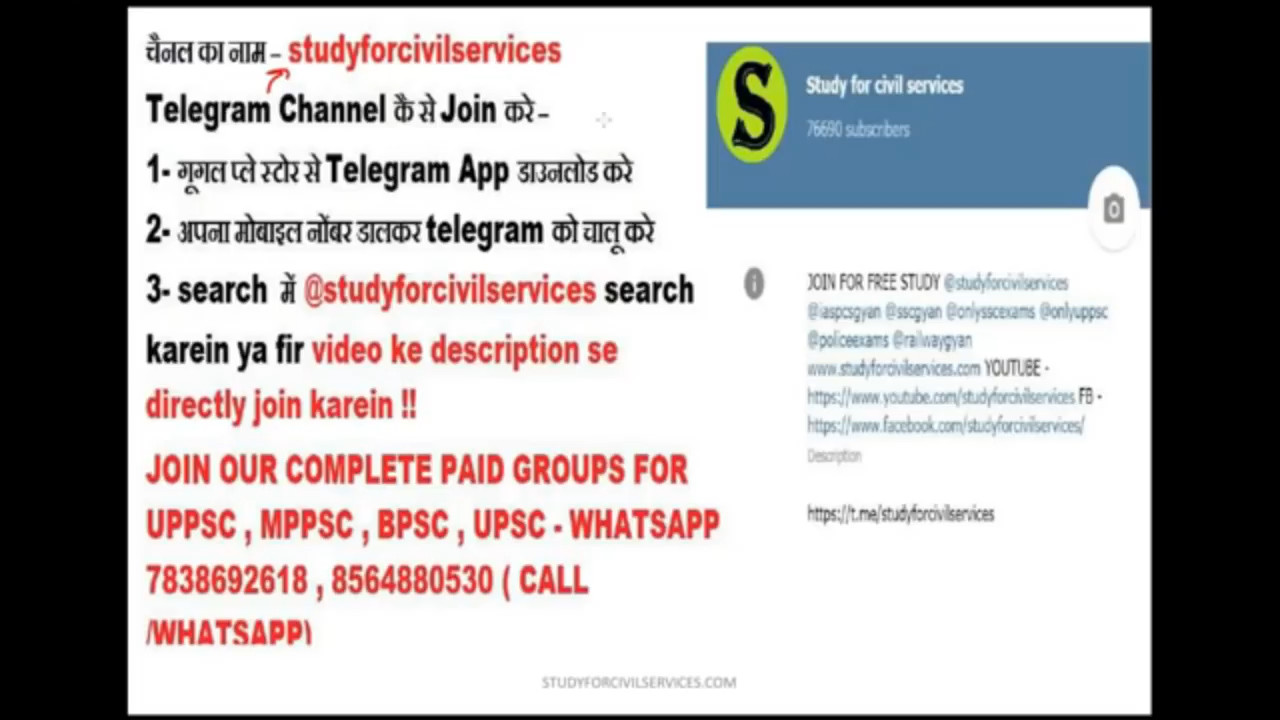 चैनल का नाम - studyforcivilservices
Telegram Channel कैसे Join करे -
1- गूगल प्ले स्टोर से Telegram App डाउनलोड करे
2- अपना मोबाइल नोंबर डालकर telegram को चालू करे
3- search में @studyforcivilservices search
karein ya fir video ke description se
directly join karein !!
JOIN OUR COMPLETE PAID GROUPS FOR
UPPSC , MPPSC , BPSC , UPSC - WHATSAPP
7838692618 , 8564880530 ( CALL
/WHATSAPP)
S
Study for civil services
76690 subscribers
JOIN FOR FREE STUDY @studyforcivilservices
@iaspcsgyan @sscgyan @onlysscexams @onlyuppsc
@policeexams @railwaygyan
www.studyforcivilservices.com YOUTUBE -
https://www.youtube.com/studyforcivilservices FB -
https://www.facebook.com/studyforcivilservices/
Description
https://t.me/studyforcivilservices
STUDYFORCIVILSERVICES.COM